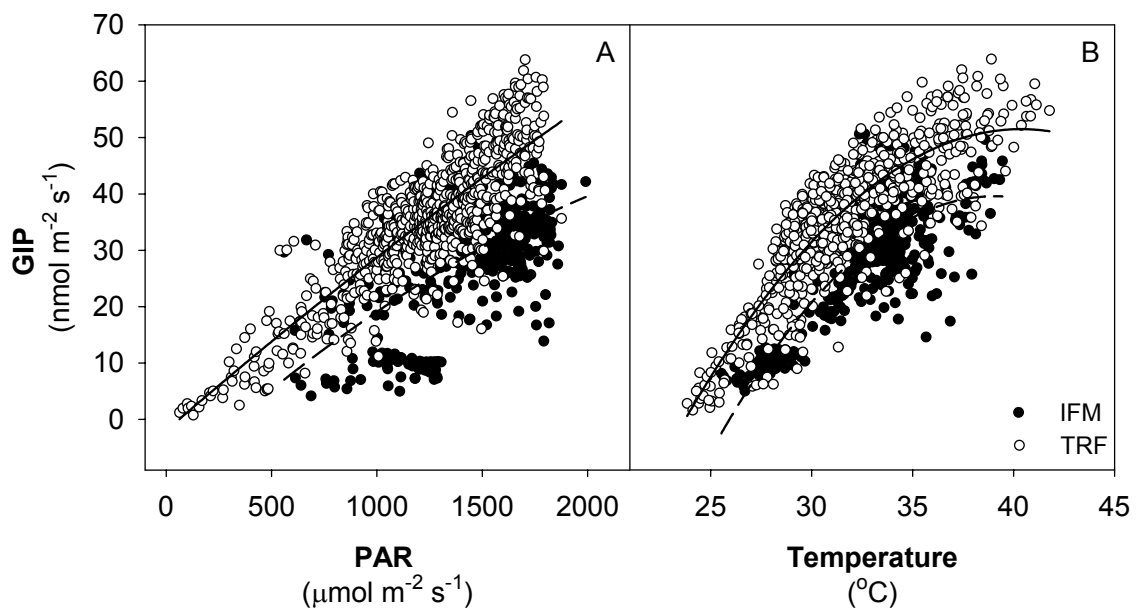 70
60
50
40
30
20
10
0
GIP
(nmol m-2 s-1)
A
B
IFM
TRF
0 500 1000 1500 2000
25 30 35 40 45
PAR
(μmol m-2 s-1)
Temperature
(oC)